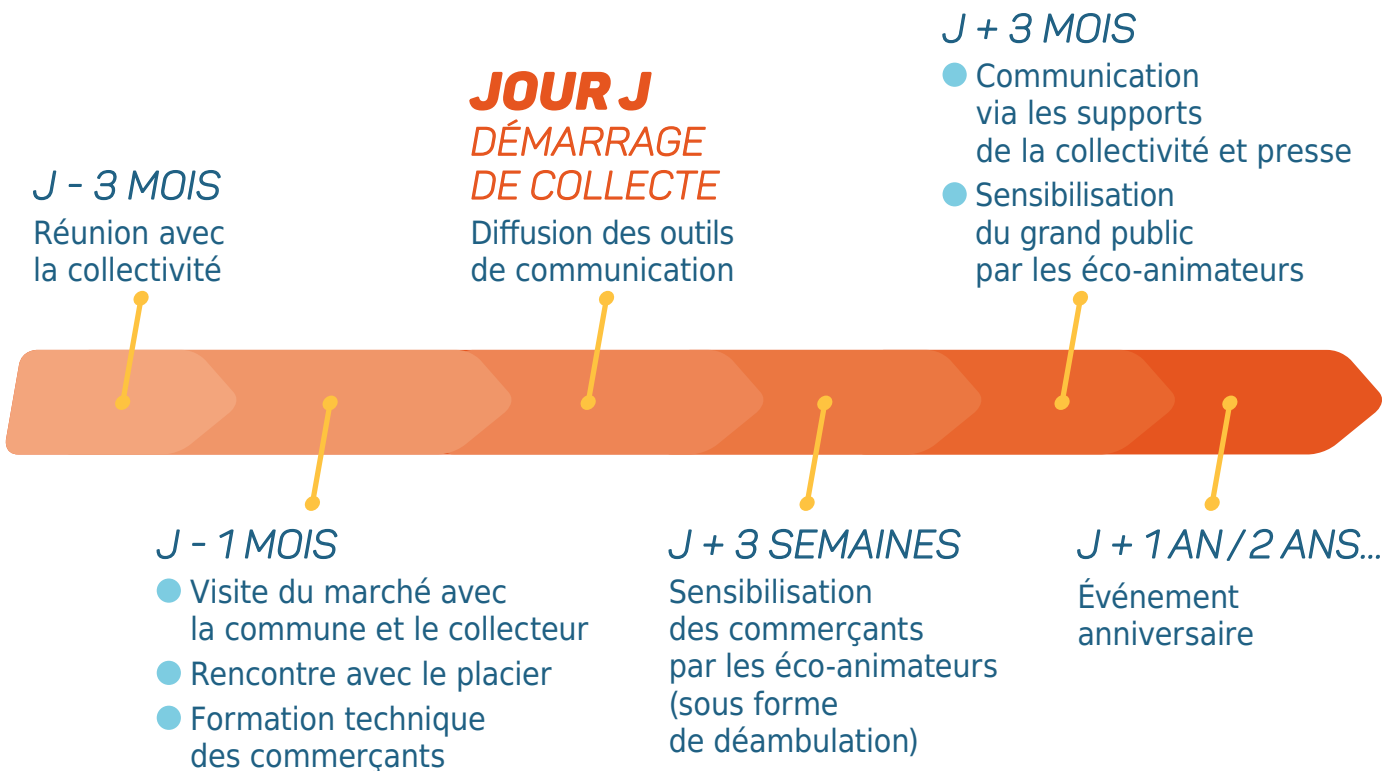 J - 3 MOIS
Réunion avec
la collectivité
J - 1 MOIS
Visite du marché avec
la commune et le collecteur
Rencontre avec le placier
Formation technique
des commerçants
JOUR J
DÉMARRAGE
DE COLLECTE
Diffusion des outils
de communication
J + 3 SEMAINES
Sensibilisation
des commerçants
par les éco-animateurs
(sous forme
de déambulation)
J + 3 MOIS
Communication
via les supports
de la collectivité et presse
Sensibilisation
du grand public
par les éco-animateurs
J + 1 AN / 2 ANS...
Événement
anniversaire